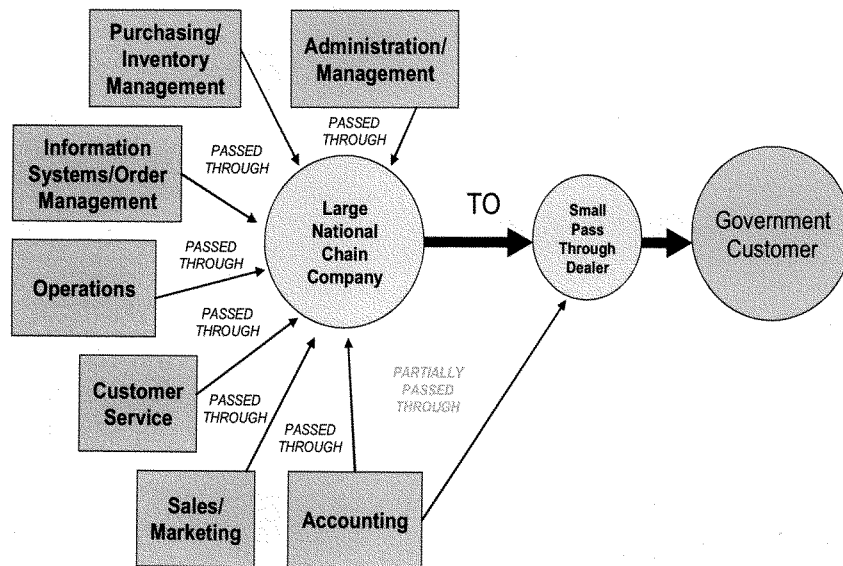 Purchasing/
Inventory
Management
Administration/
Management
PASSED
THROUGH
PASSED
THROUGH
Information
Systems/Order
Management
Large
National
Chain
Company
TO
Small
Pass
Through
Dealer
Government
Customer
PASSED
THROUGH
Operations
PASSED
THROUGH
PARTIALLY
PASSED
THROUGH
Customer
Service
PASSED
THROUGH
PASSED
THROUGH
Sales/
Marketing
Accounting